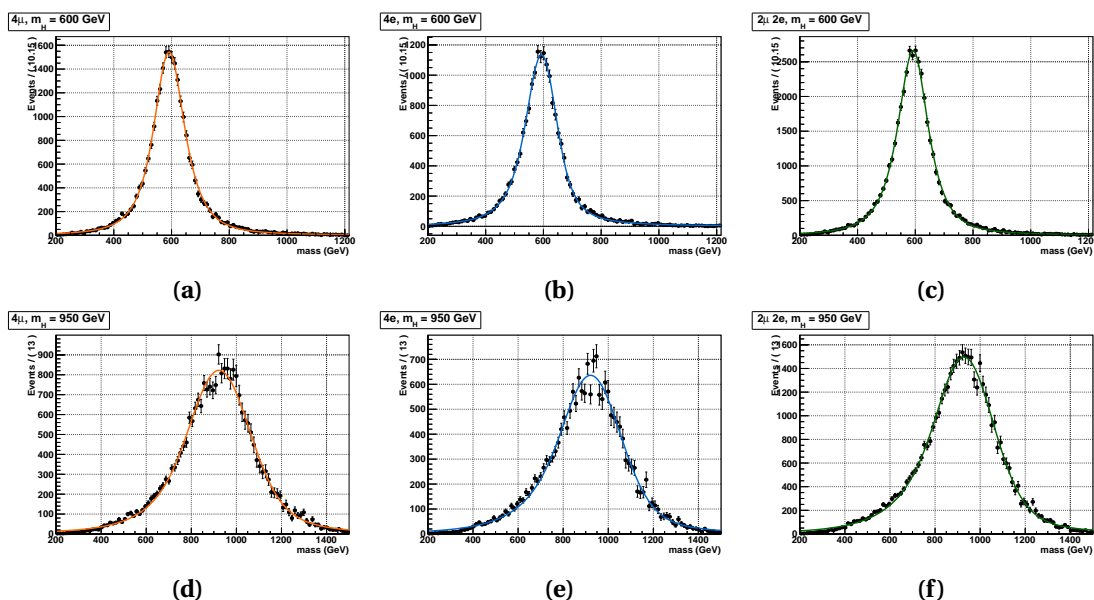 4μ, m_H = 600 GeV
Events / ( 10.15 )
1600
1400
1200
1000
800
600
400
200
0
200 400 600 800 1000 1200
mass (GeV)
(a)
4e, m_H = 600 GeV
Events / ( 10.15 )
1200
1000
800
600
400
200
0
200 400 600 800 1000 1200
mass (GeV)
(b)
2μ 2e, m_H = 600 GeV
Events / ( 10.15 )
2500
2000
1500
1000
500
0
200 400 600 800 1000 1200
mass (GeV)
(c)
4μ, m_H = 950 GeV
Events / ( 13 )
900
800
700
600
500
400
300
200
100
0
200 400 600 800 1000 1200 1400
mass (GeV)
(d)
4e, m_H = 950 GeV
Events / ( 13 )
700
600
500
400
300
200
100
0
200 400 600 800 1000 1200 1400
mass (GeV)
(e)
2μ 2e, m_H = 950 GeV
Events / ( 13 )
1600
1400
1200
1000
800
600
400
200
0
200 400 600 800 1000 1200 1400
mass (GeV)
(f)